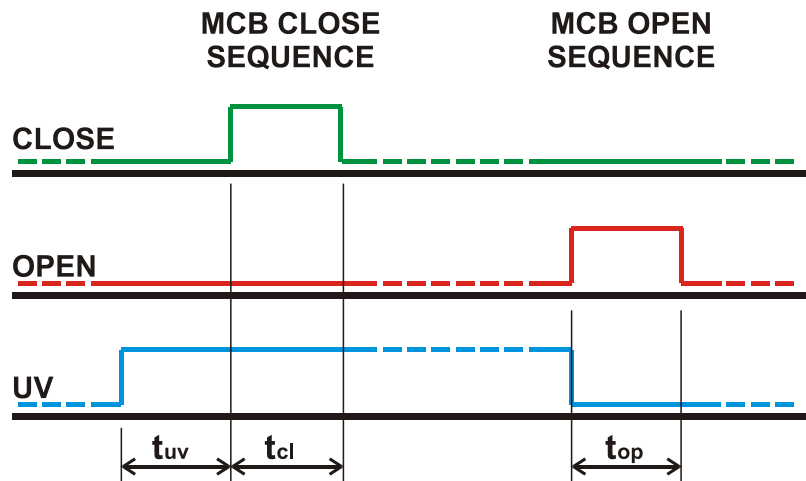 MCB CLOSE
SEQUENCE
MCB OPEN
SEQUENCE
CLOSE
OPEN
UV
tuv
tcl
top